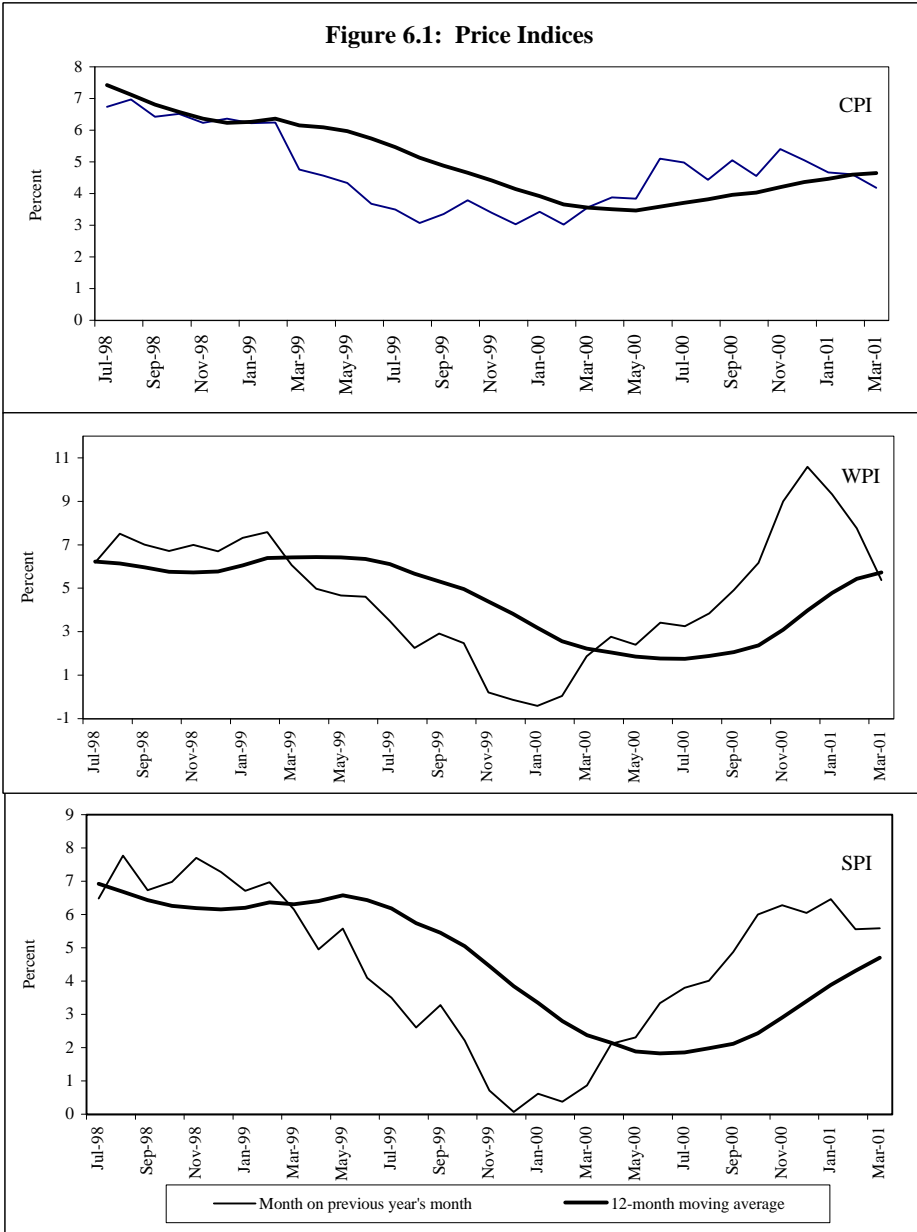 Figure 6.1: Price Indices
8
7
6
5
4
3
2
1
0
Percent
CPI
Jul-98
Sep-98
Nov-98
Jan-99
Mar-99
May-99
Jul-99
Sep-99
Nov-99
Jan-00
Mar-00
May-00
Jul-00
Sep-00
Nov-00
Jan-01
Mar-01
11
9
7
5
3
1
-1
Percent
WPI
Jul-98
Sep-98
Nov-98
Jan-99
Mar-99
May-99
Jul-99
Sep-99
Nov-99
Jan-00
Mar-00
May-00
Jul-00
Sep-00
Nov-00
Jan-01
Mar-01
9
8
7
6
5
4
3
2
1
0
Percent
SPI
Jul-98
Sep-98
Nov-98
Jan-99
Mar-99
May-99
Jul-99
Sep-99
Nov-99
Jan-00
Mar-00
May-00
Jul-00
Sep-00
Nov-00
Jan-01
Mar-01
Month on previous year's month
12-month moving average